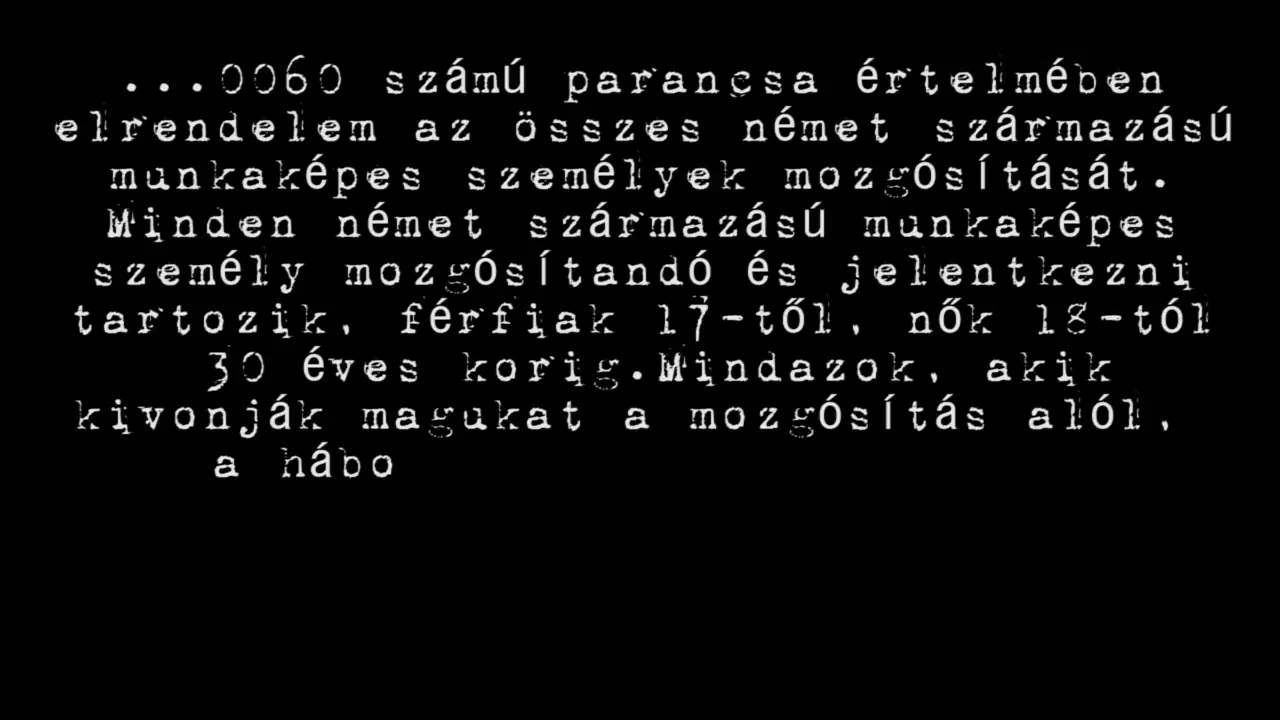 ...0060 számú parancsa értelmében
elrendelem az összes német származású
munkaképes személyek mozgósítását.
Minden német származású munkaképes
személy mozgósítandó és jelentkezni
tartozik, férfiak 17-től, nők 18-tól
30 éves korig.Mindazok, akik
kivonják magukat a mozgósítás alól,
a hábo